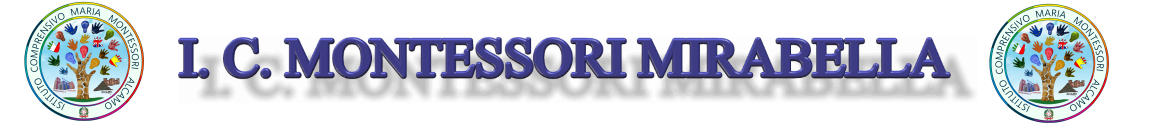 ISTITUTO COMPRENSIVO MARIA MONTESSORI ALCAMO
I. C. MONTESSORI MIRABELLA
ISTITUTO COMPRENSIVO MARIA MONTESSORI ALCAMO